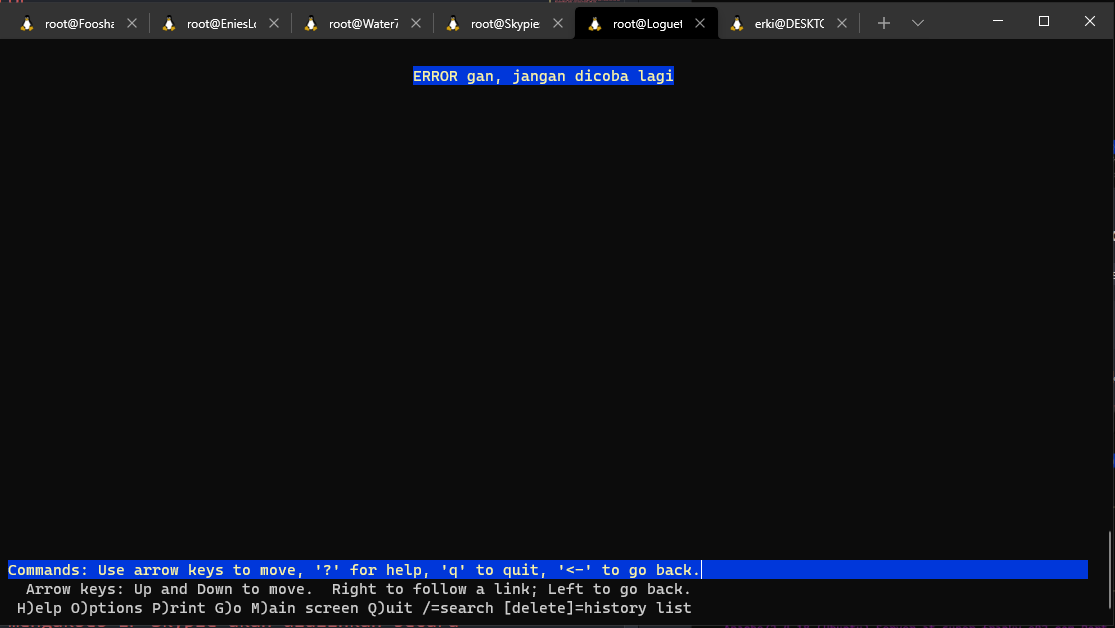 root@Foosha
root@EniesLo
root@Water7
root@Skypie
root@Loguet
erki@DESKTO
ERROR gan, jangan dicoba lagi
Commands: Use arrow keys to move, '?' for help, 'q' to quit, '<-' to go back.
Arrow keys: Up and Down to move.  Right to follow a link; Left to go back.
H)elp O)ptions P)rint G)o M)ain screen Q)uit /=search [delete]=history list